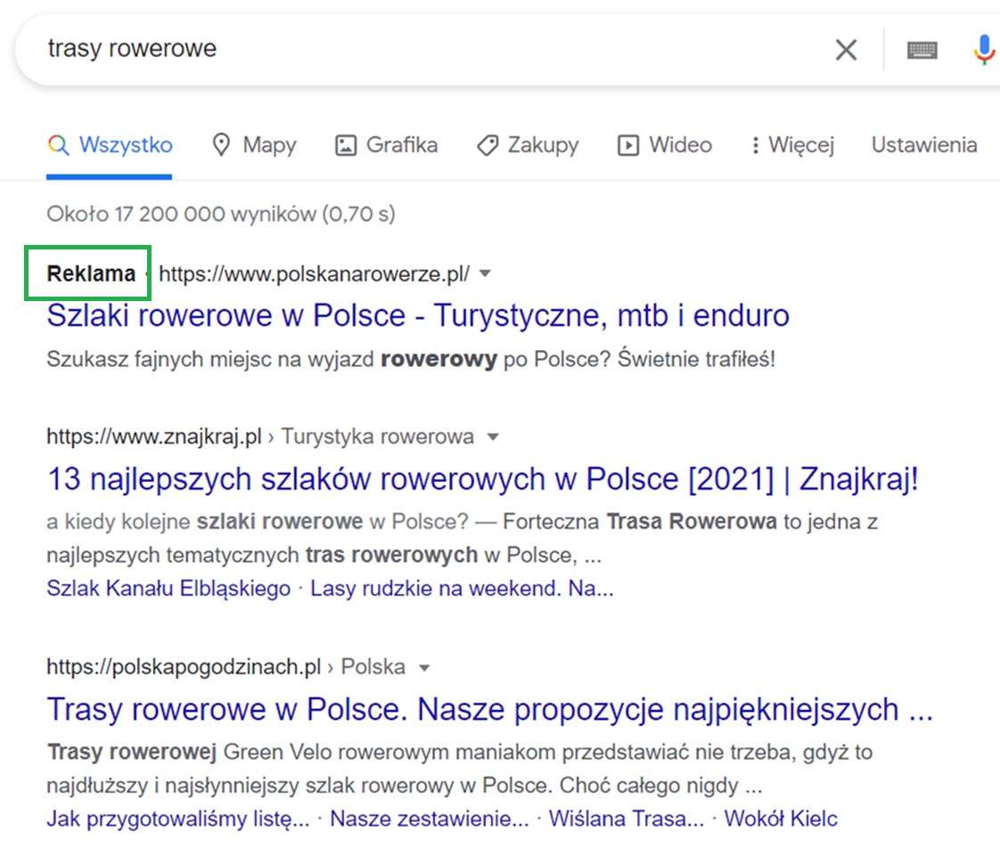 trasy rowerowe
Wszystko Mapy Grafika Zakupy Wideo Więcej Ustawienia
Około 17 200 000 wyników (0,70 s)
Reklama · https://www.polskanarowerze.pl/
Szlaki rowerowe w Polsce - Turystyczne, mtb i enduro
Szukasz fajnych miejsc na wyjazd rowerowy po Polsce? Świetnie trafiłeś!
https://www.znajkraj.pl › Turystyka rowerowa
13 najlepszych szlaków rowerowych w Polsce [2021] | Znajkraj!
a kiedy kolejne szlaki rowerowe w Polsce? — Forteczna Trasa Rowerowa to jedna z
najlepszych tematycznych tras rowerowych w Polsce, ...
Szlak Kanału Elbląskiego · Lasy rudzkie na weekend. Na...
https://polskapogodzinach.pl › Polska
Trasy rowerowe w Polsce. Nasze propozycje najpiękniejszych ...
Trasy rowerowej Green Velo rowerowym maniakom przedstawiać nie trzeba, gdyż to
najdłuższy i najsłynniejszy szlak rowerowy w Polsce. Choć całego nigdy ...
Jak przygotowaliśmy listę... · Nasze zestawienie... · Wiślana Trasa... · Wokół Kielc